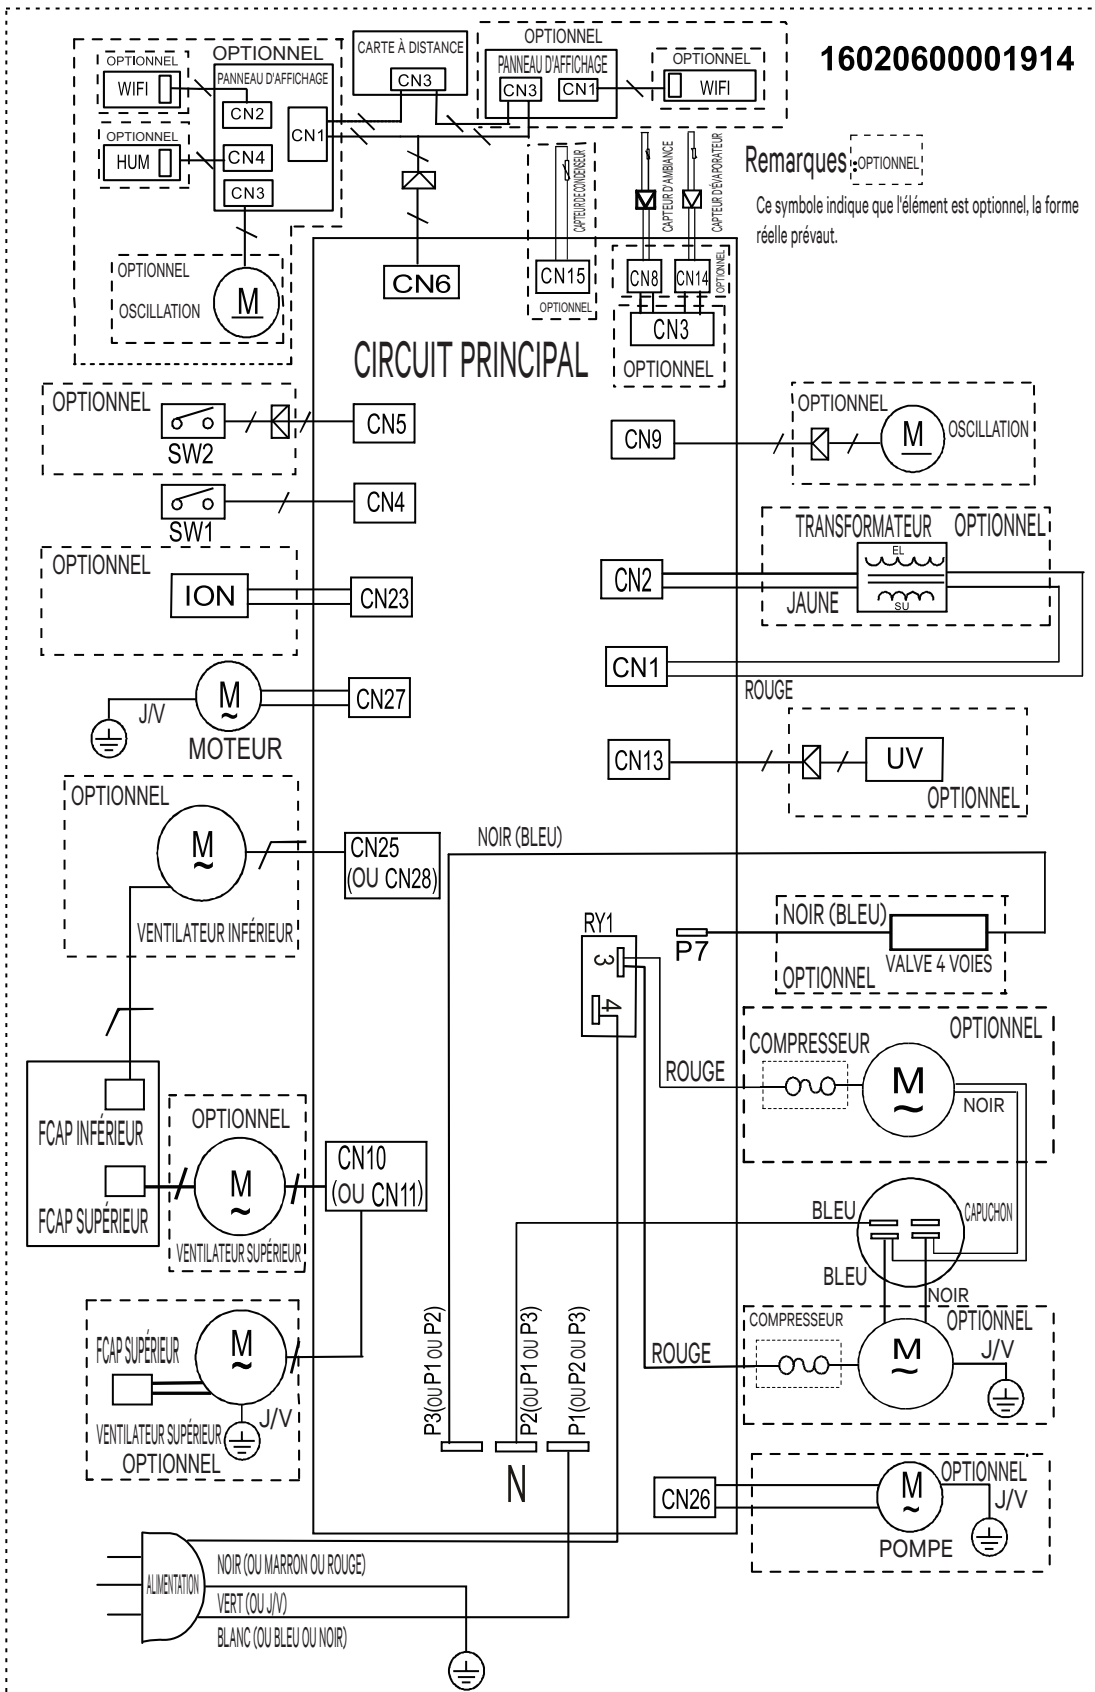 OPTIONNEL
OPTIONNEL
WIFI
PANNEAU D'AFFICHAGE
CN2
CN1
OPTIONNEL
HUM
CN4
CN3
OPTIONNEL
OSCILLATION
M
CARTE À DISTANCE
CN3
OPTIONNEL
PANNEAU D'AFFICHAGE
CN3
CN1
OPTIONNEL
WIFI
16020600001914
Remarques :
OPTIONNEL
Ce symbole indique que l'élément est optionnel, la forme
réelle prévaut.
CN6
CAPTEUR DE CONDENSEUR
CN15
OPTIONNEL
CAPTEUR D'AMBIANCE
CAPTEUR D'ÉVAPORATEUR
CN8
CN14
OPTIONNEL
CN3
OPTIONNEL
CIRCUIT PRINCIPAL
OPTIONNEL
SW2
CN5
SW1
CN4
OPTIONNEL
ION
CN23
M
~
J/V
MOTEUR
CN27
OPTIONNEL
M
~
VENTILATEUR INFÉRIEUR
CN25
(OU CN28)
FCAP INFÉRIEUR
FCAP SUPÉRIEUR
OPTIONNEL
M
~
VENTILATEUR SUPÉRIEUR
CN10
(OU CN11)
FCAP SUPÉRIEUR
M
~
J/V
VENTILATEUR SUPÉRIEUR
OPTIONNEL
CN9
OPTIONNEL
M
OSCILLATION
TRANSFORMATEUR
OPTIONNEL
EL
SU
CN2
JAUNE
CN1
ROUGE
CN13
UV
OPTIONNEL
NOIR (BLEU)
RY1
3
4
P7
NOIR (BLEU)
VALVE 4 VOIES
OPTIONNEL
OPTIONNEL
COMPRESSEUR
ROUGE
M
~
NOIR
BLEU
CAPUCHON
BLEU
NOIR
COMPRESSEUR
OPTIONNEL
ROUGE
M
~
J/V
P3(OU P1 OU P2)
P2(OU P1 OU P3)
P1(OU P2 OU P3)
N
CN26
OPTIONNEL
M
~
J/V
POMPE
ALIMENTATION
NOIR (OU MARRON OU ROUGE)
VERT (OU J/V)
BLANC (OU BLEU OU NOIR)